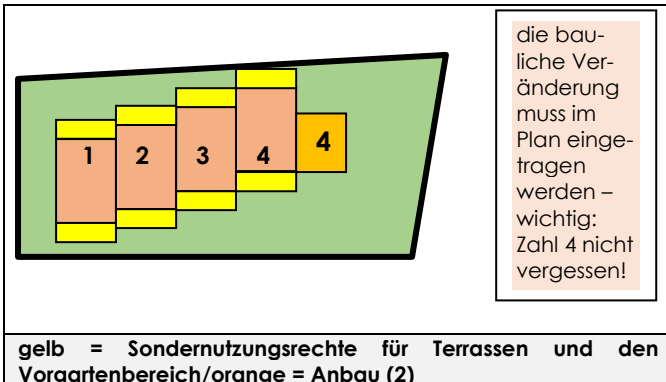 1
2
3
4
4
die bau-
liche Ver-
änderung
muss im
Plan einge-
tragen
werden –
wichtig:
Zahl 4 nicht
vergessen!
gelb = Sondernutzungsrechte für Terrassen und den
Vorgartenbereich/orange = Anbau (2)